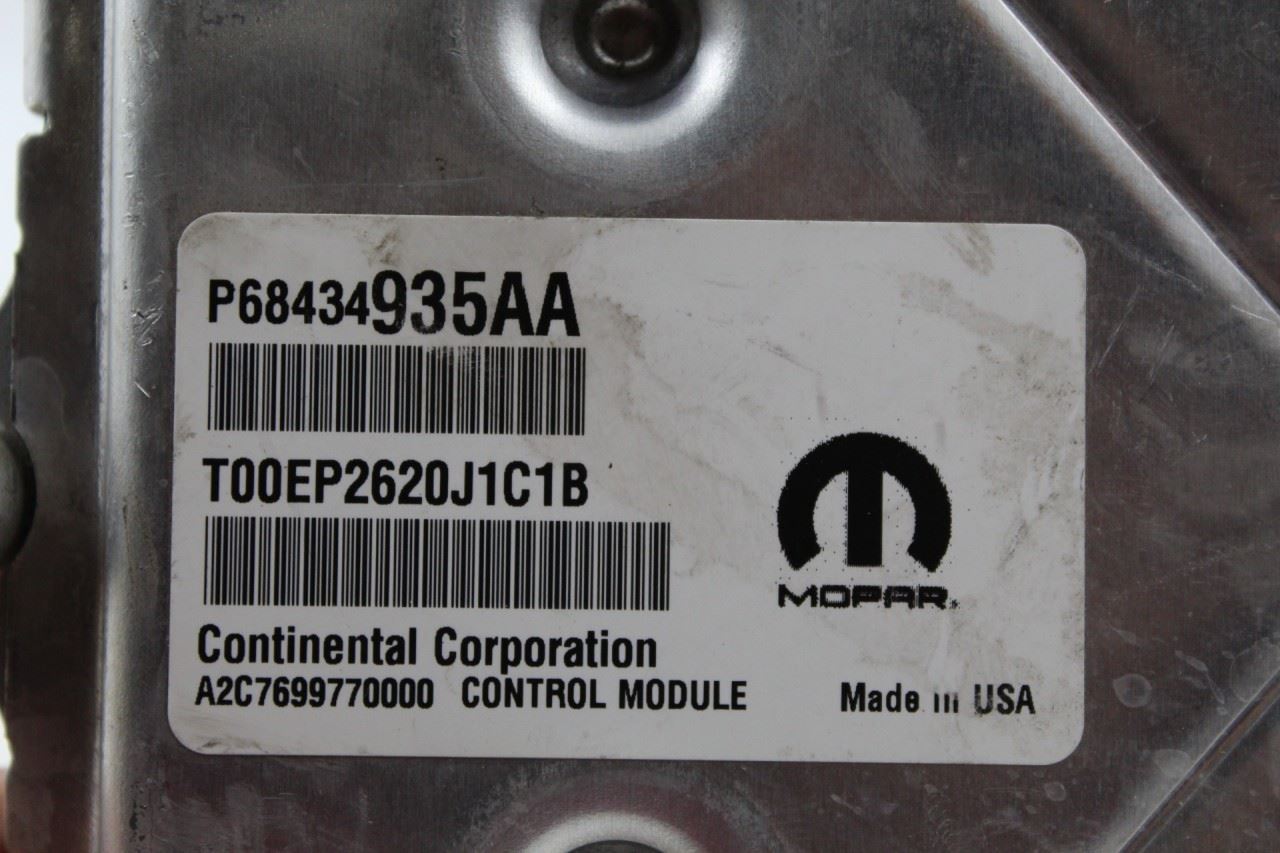 P68434935AA
T00EP2620J1C1B
MOPAR
Continental Corporation
A2C7699770000 CONTROL MODULE Made in USA